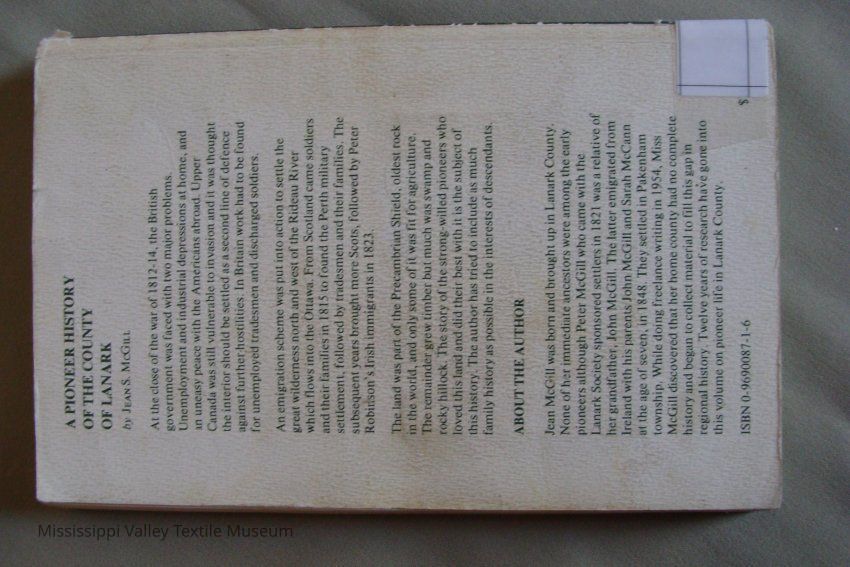 A PIONEER HISTORY
OF THE COUNTY
OF LANARK
by JEAN S. MCGILL
At the close of the war of 1812-14, the British
government was faced with two major problems.
Unemployment and industrial depressions at home, and
an uneasy peace with the Americans abroad. Upper
Canada was still vulnerable to invasion and it was thought
the interior should be settled as a second line of defence
against further hostilities. In Britain work had to be found
for unemployed tradesmen and discharged soldiers.
An emigration scheme was put into action to settle the
great wilderness north and west of the Rideau River
which flows into the Ottawa. From Scotland came soldiers
and their families in 1815 to found the Perth military
settlement, followed by tradesmen and their families. The
subsequent years brought more Scots, followed by Peter
Robinson's Irish immigrants in 1823.
The land was part of the Precambrian Shield, oldest rock
in the world, and only some of it was fit for agriculture.
The remainder grew timber but much was swamp and
rocky hillock. The story of the strong-willed pioneers who
loved this land and did their best with it is the subject of
this history. The author has tried to include as much
family history as possible in the interests of descendants.
ABOUT THE AUTHOR
Jean McGill was born and brought up in Lanark County.
None of her immediate ancestors were among the early
pioneers although Peter McGill who came with the
Lanark Society sponsored settlers in 1821 was a relative of
her grandfather, John McGill. The latter emigrated from
Ireland with his parents John McGill and Sarah McCann
at the age of seven, in 1848. They settled in Pakenham
township. While doing freelance writing in 1954, Miss
McGill discovered that her home county had no complete
history and began to collect material to fill this gap in
regional history. Twelve years of research have gone into
this volume on pioneer life in Lanark County.
ISBN 0-9690087-1-6
$
Mississippi Valley Textile Museum